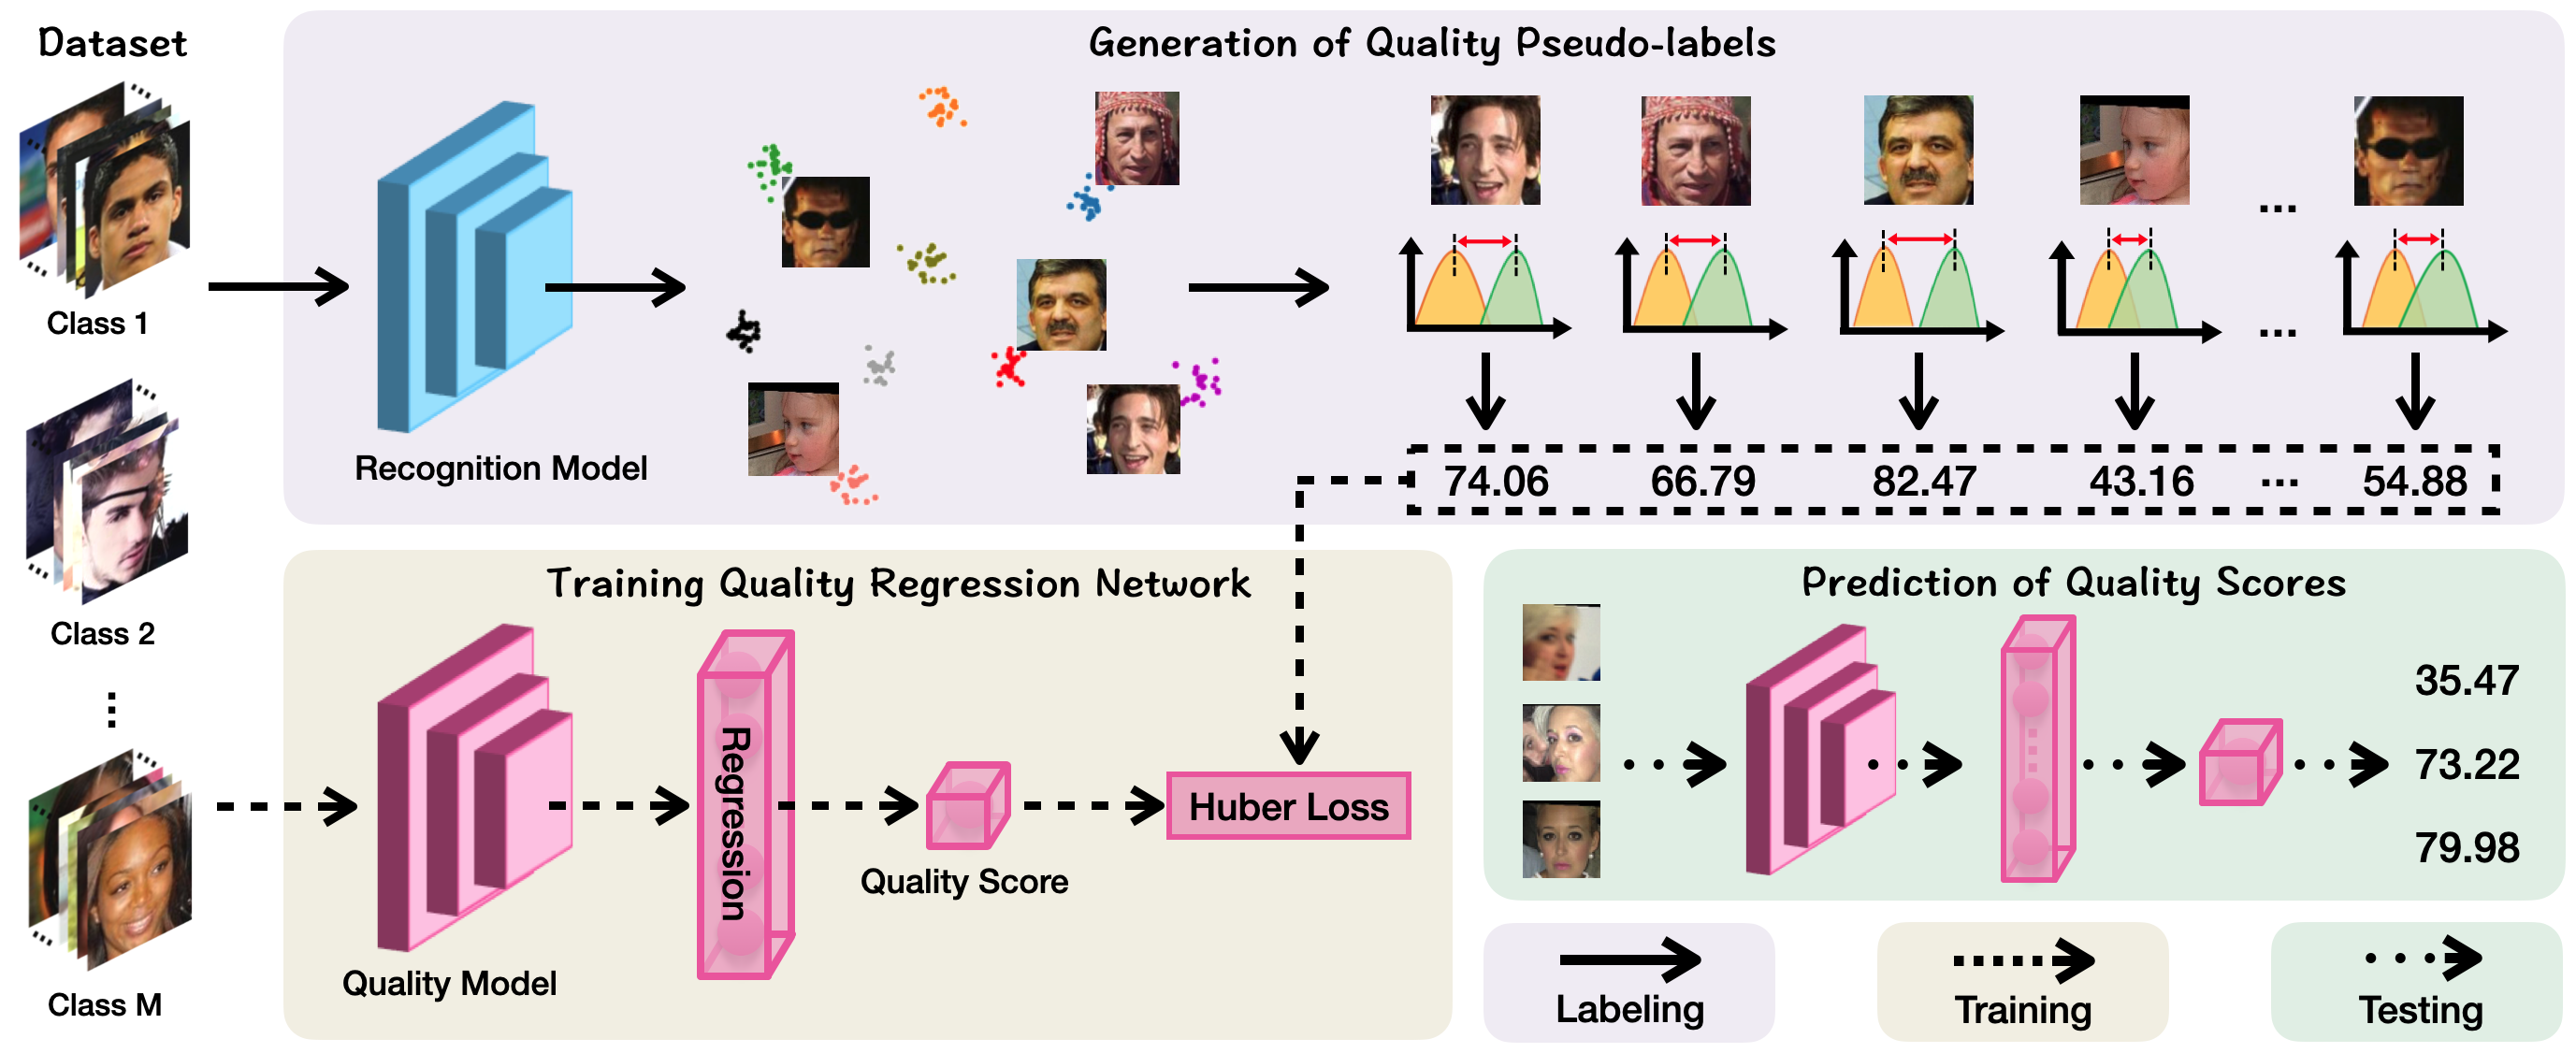 Dataset
Class 1
Class 2
Class M
Generation of Quality Pseudo-labels
Recognition Model
...
...
74.06 66.79 82.47 43.16 ... 54.88
Training Quality Regression Network
Quality Model
Regression
Quality Score
Huber Loss
Prediction of Quality Scores
35.47
73.22
79.98
Labeling
Training
Testing